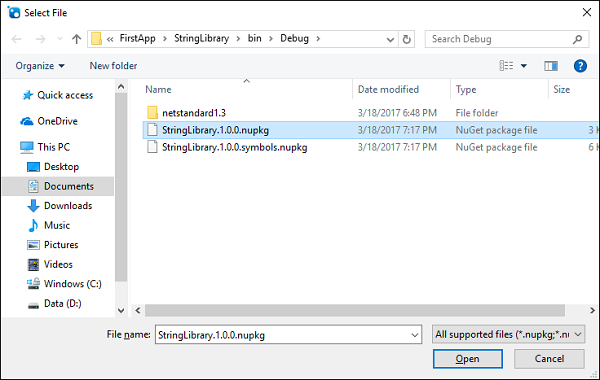 Select File
« FirstApp > StringLibrary > bin > Debug >
Search Debug
Organize
New folder
Name Date modified Type Size
Quick access
OneDrive
This PC
Desktop
Documents
Downloads
Music
Pictures
Videos
Windows (C:)
Data (D:)
netstandard1.3 3/18/2017 6:48 PM File folder
StringLibrary.1.0.0.nupkg 3/18/2017 7:17 PM NuGet package file 3 K
StringLibrary.1.0.0.symbols.nupkg 3/18/2017 7:17 PM NuGet package file 6 K
File name: StringLibrary.1.0.0.nupkg
All supported files (*.nupkg;*.nu
Open Cancel